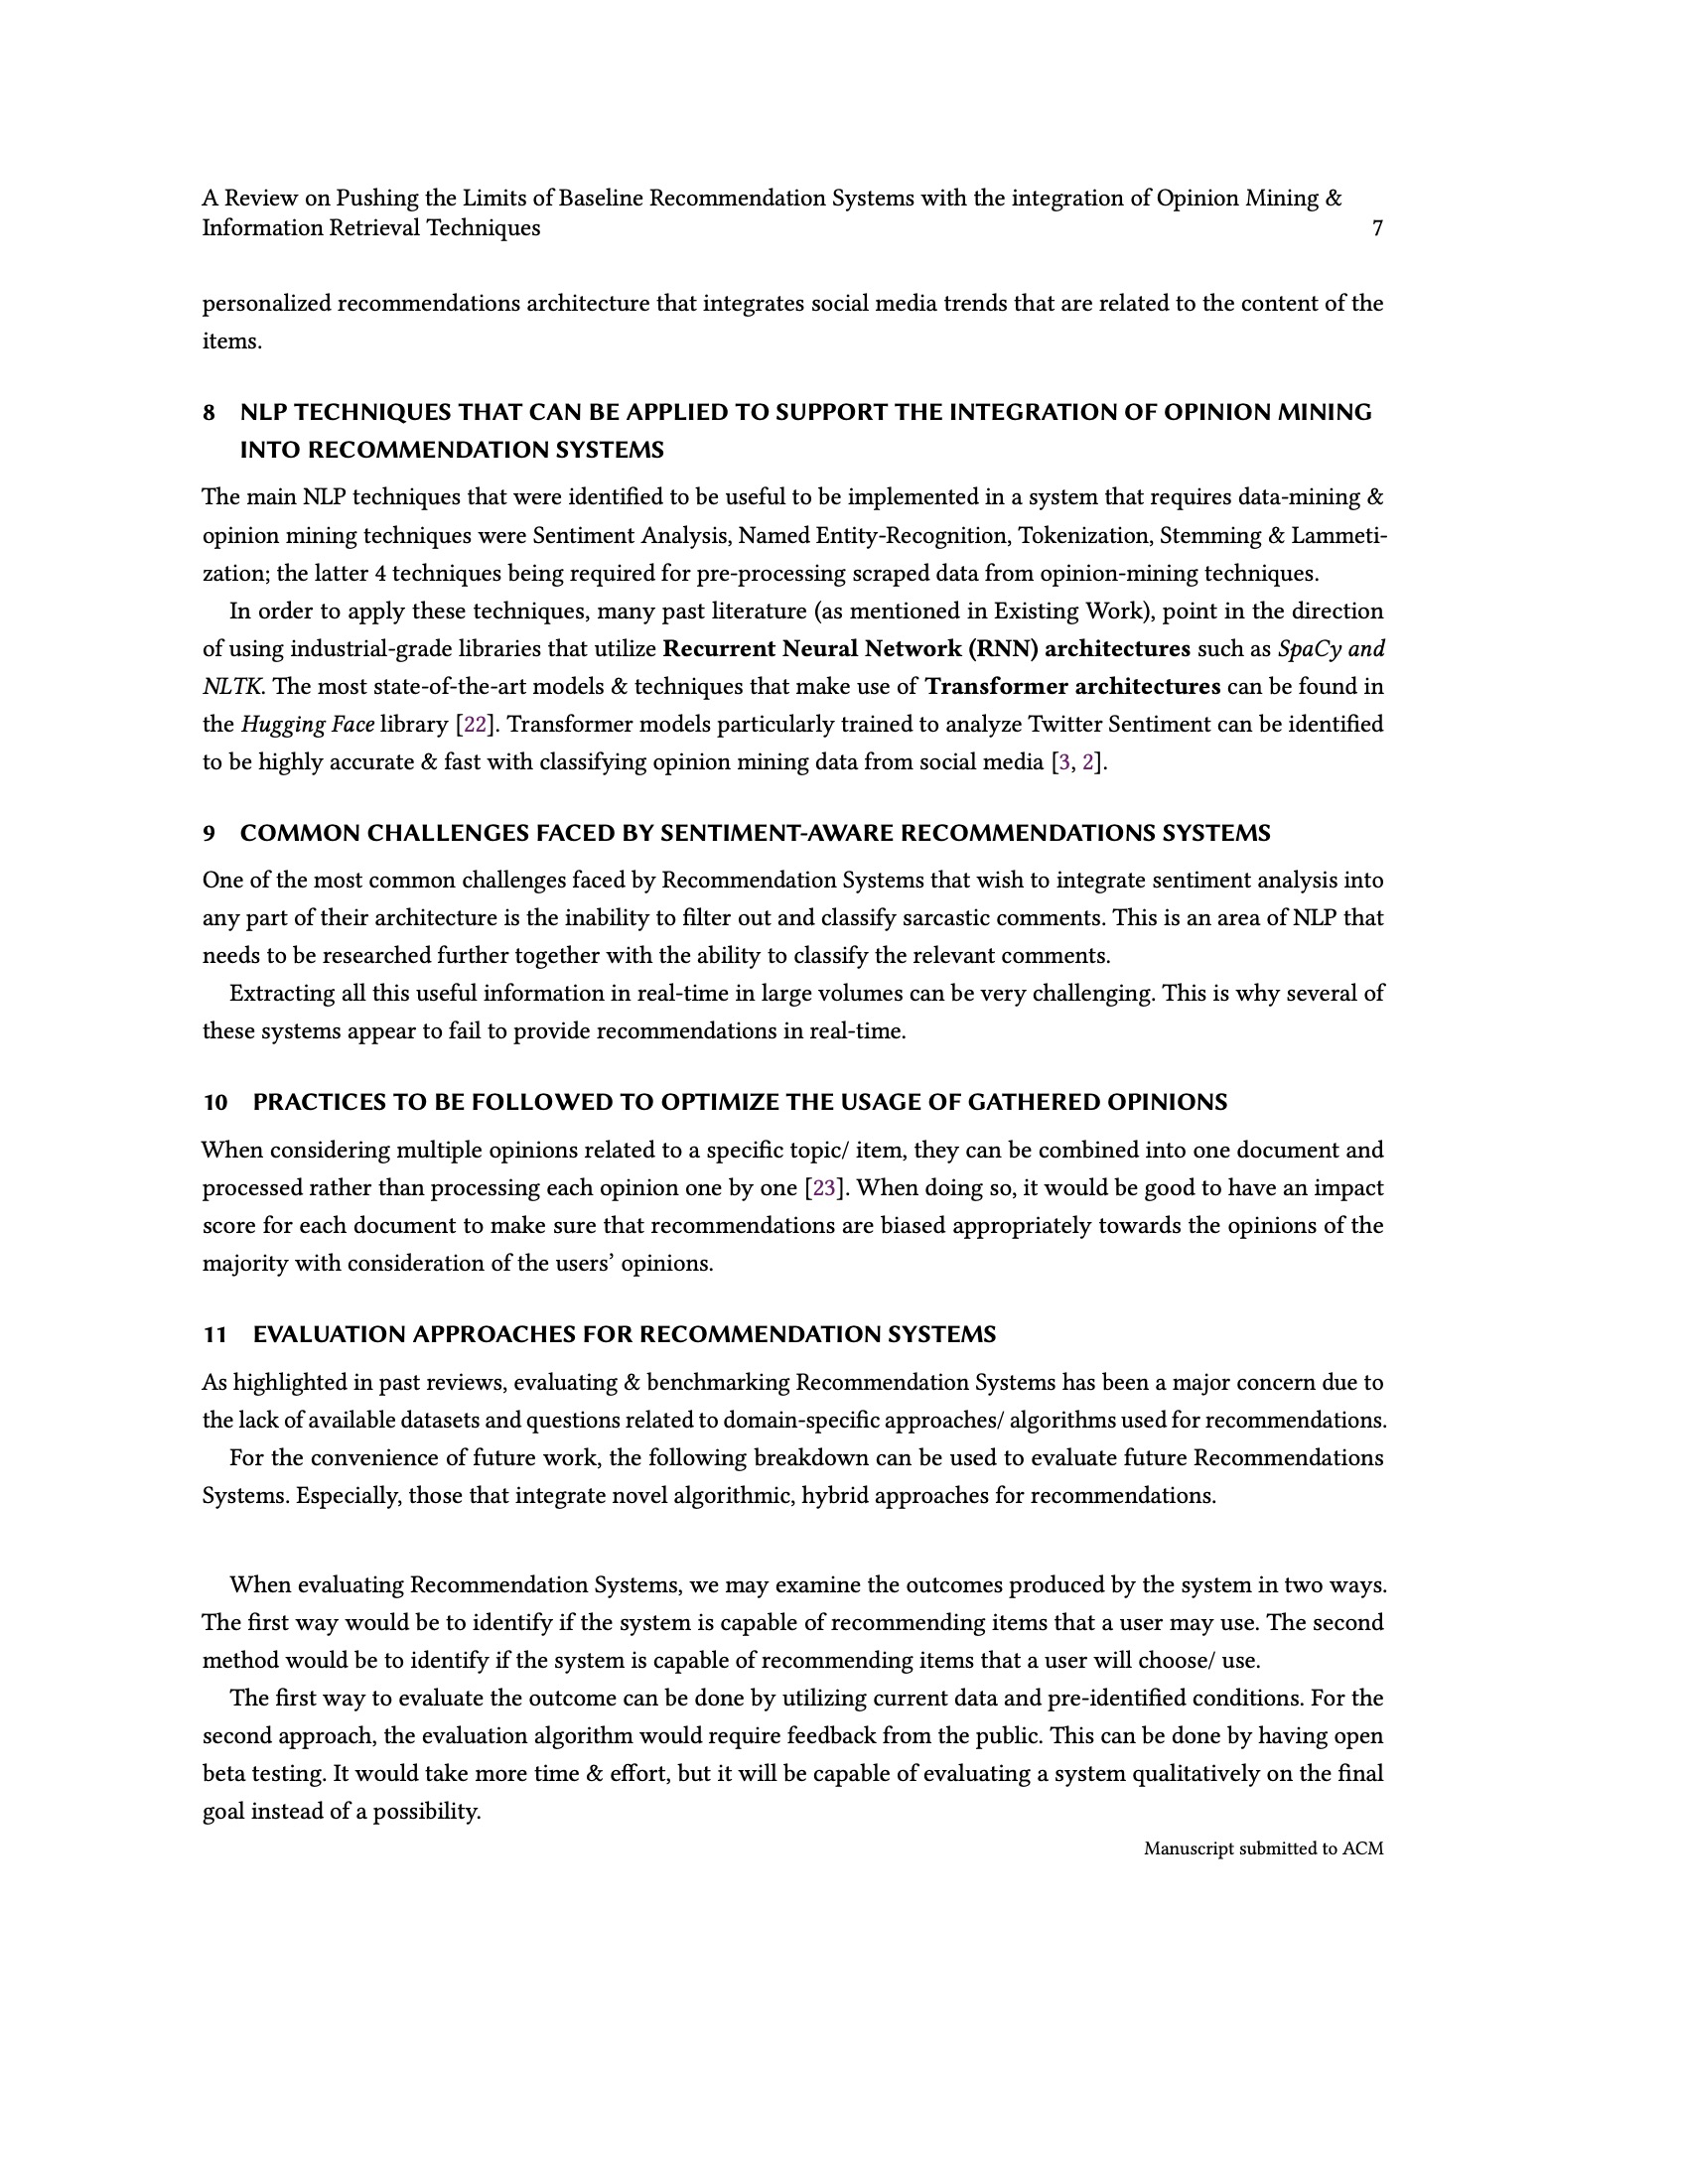 A Review on Pushing the Limits of Baseline Recommendation Systems with the integration of Opinion Mining &
Information Retrieval Techniques 7
personalized recommendations architecture that integrates social media trends that are related to the content of the
items.
8 NLP TECHNIQUES THAT CAN BE APPLIED TO SUPPORT THE INTEGRATION OF OPINION MINING
INTO RECOMMENDATION SYSTEMS
The main NLP techniques that were identified to be useful to be implemented in a system that requires data-mining &
opinion mining techniques were Sentiment Analysis, Named Entity-Recognition, Tokenization, Stemming & Lammeti-
zation; the latter 4 techniques being required for pre-processing scraped data from opinion-mining techniques.
In order to apply these techniques, many past literature (as mentioned in Existing Work), point in the direction
of using industrial-grade libraries that utilize Recurrent Neural Network (RNN) architectures such as SpaCy and
NLTK. The most state-of-the-art models & techniques that make use of Transformer architectures can be found in
the Hugging Face library [22]. Transformer models particularly trained to analyze Twitter Sentiment can be identified
to be highly accurate & fast with classifying opinion mining data from social media [3, 2].
9 COMMON CHALLENGES FACED BY SENTIMENT-AWARE RECOMMENDATIONS SYSTEMS
One of the most common challenges faced by Recommendation Systems that wish to integrate sentiment analysis into
any part of their architecture is the inability to filter out and classify sarcastic comments. This is an area of NLP that
needs to be researched further together with the ability to classify the relevant comments.
Extracting all this useful information in real-time in large volumes can be very challenging. This is why several of
these systems appear to fail to provide recommendations in real-time.
10 PRACTICES TO BE FOLLOWED TO OPTIMIZE THE USAGE OF GATHERED OPINIONS
When considering multiple opinions related to a specific topic/ item, they can be combined into one document and
processed rather than processing each opinion one by one [23]. When doing so, it would be good to have an impact
score for each document to make sure that recommendations are biased appropriately towards the opinions of the
majority with consideration of the users’ opinions.
11 EVALUATION APPROACHES FOR RECOMMENDATION SYSTEMS
As highlighted in past reviews, evaluating & benchmarking Recommendation Systems has been a major concern due to
the lack of available datasets and questions related to domain-specific approaches/ algorithms used for recommendations.
For the convenience of future work, the following breakdown can be used to evaluate future Recommendations
Systems. Especially, those that integrate novel algorithmic, hybrid approaches for recommendations.
When evaluating Recommendation Systems, we may examine the outcomes produced by the system in two ways.
The first way would be to identify if the system is capable of recommending items that a user may use. The second
method would be to identify if the system is capable of recommending items that a user will choose/ use.
The first way to evaluate the outcome can be done by utilizing current data and pre-identified conditions. For the
second approach, the evaluation algorithm would require feedback from the public. This can be done by having open
beta testing. It would take more time & effort, but it will be capable of evaluating a system qualitatively on the final
goal instead of a possibility.
Manuscript submitted to ACM